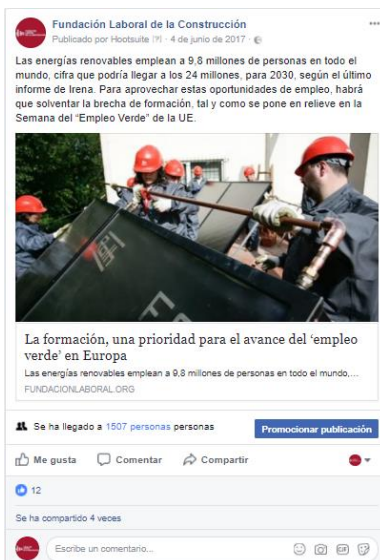 Fundación Laboral de la Construcción
Publicado por Hootsuite [?] · 4 de junio de 2017 ·
Las energías renovables emplean a 9,8 millones de personas en todo el
mundo, cifra que podría llegar a los 24 millones, para 2030, según el último
informe de Irena. Para aprovechar estas oportunidades de empleo, habrá
que solventar la brecha de formación, tal y como se pone en relieve en la
Semana del "Empleo Verde" de la UE.
La formación, una prioridad para el avance del 'empleo
verde' en Europa
Las energías renovables emplean a 9,8 millones de personas en todo el mundo,...
FUNDACIONLABORAL.ORG
Se ha llegado a 1507 personas personas
Promocionar publicación
Me gusta Comentar Compartir
12
Se ha compartido 4 veces
Escribe un comentario...
GIF